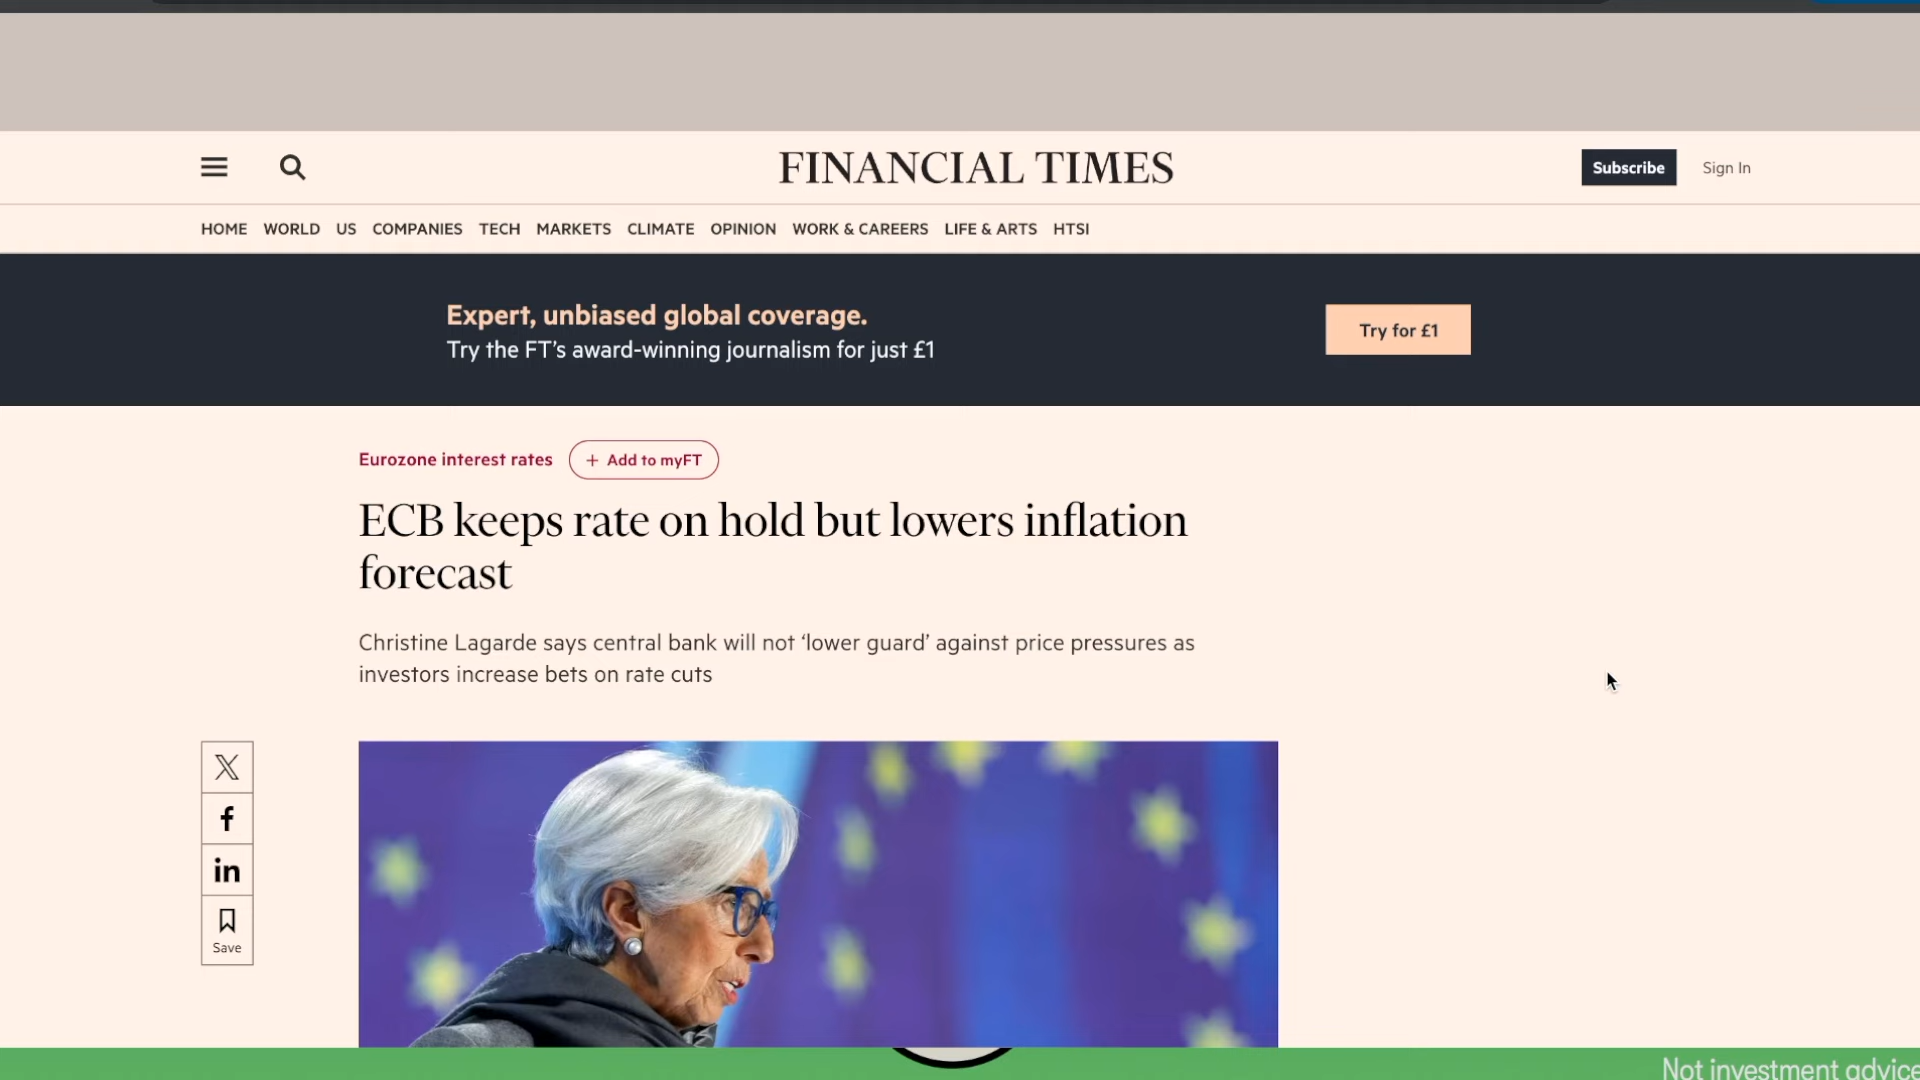 FINANCIAL TIMES
Subscribe
Sign In
HOME WORLD US COMPANIES TECH MARKETS CLIMATE OPINION WORK & CAREERS LIFE & ARTS HTSI
Expert, unbiased global coverage.
Try the FT’s award-winning journalism for just £1
Try for £1
Eurozone interest rates
+ Add to myFT
ECB keeps rate on hold but lowers inflation
forecast
Christine Lagarde says central bank will not ‘lower guard’ against price pressures as
investors increase bets on rate cuts
X
f
in
Save
Not investment advice